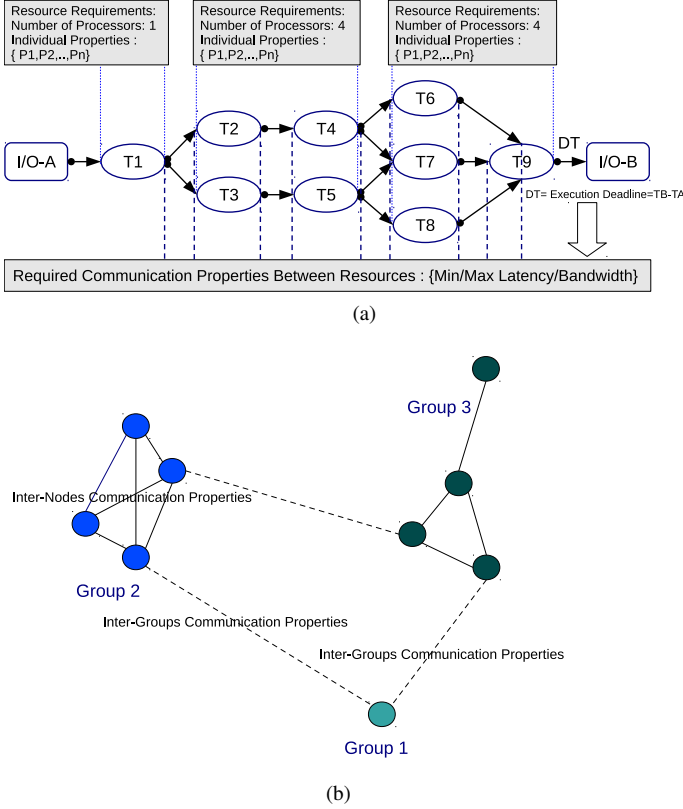 Resource Requirements:
Number of Processors: 1
Individual Properties :
{ P1,P2,..,Pn}
Resource Requirements:
Number of Processors: 4
Individual Properties :
{ P1,P2,..,Pn}
Resource Requirements:
Number of Processors: 4
Individual Properties :
{ P1,P2,..,Pn}
T6
T2
T4
DT
I/O-A
T1
T7
T9
I/O-B
T3
T5
DT= Execution Deadline=TB-TA
T8
Required Communication Properties Between Resources : {Min/Max Latency/Bandwidth}
(a)
Group 3
Inter-Nodes Communication Properties
Group 2
Inter-Groups Communication Properties
Inter-Groups Communication Properties
Group 1
(b)